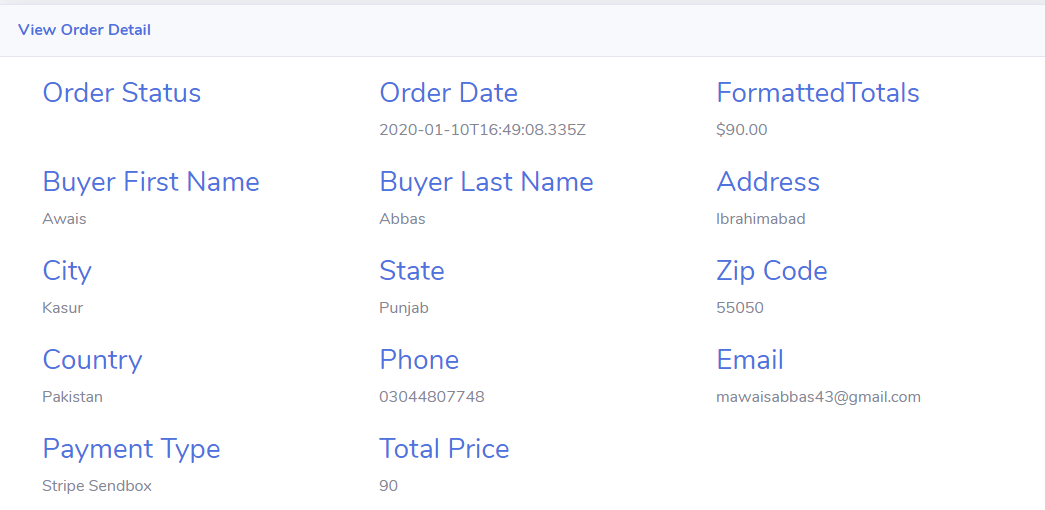 View Order Detail
Order Status
Order Date
2020-01-10T16:49:08.335Z
FormattedTotals
$90.00
Buyer First Name
Awais
Buyer Last Name
Abbas
Address
Ibrahimabad
City
Kasur
State
Punjab
Zip Code
55050
Country
Pakistan
Phone
03044807748
Email
mawaisabbas43@gmail.com
Payment Type
Stripe Sendbox
Total Price
90